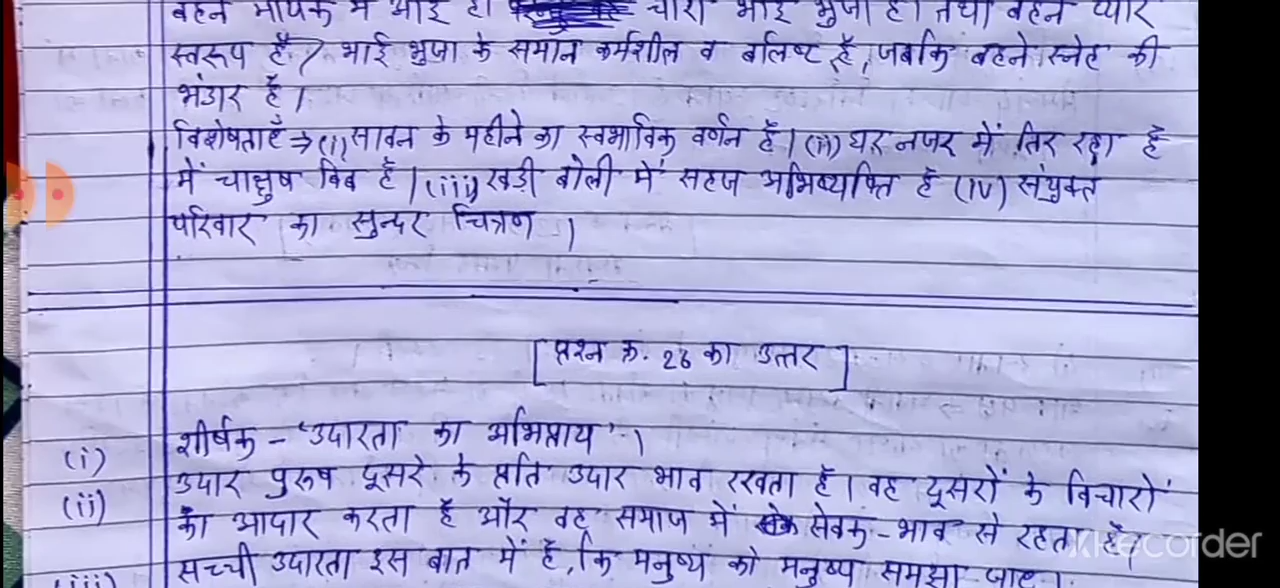 बहन मायके में आई है। चारो भाई भुजा है। तथा बहन प्यार
स्वरूप है, भाई भुजा के समान कर्मशील व बलिष्ट है, जबकि बहने स्नेह की
भंडार है।
विशेषताएँ ⇒ (i) सावन के महीने का स्वभाविक वर्णन है। (ii) घर नजर में तिर रहा है
में चाक्षुष बिंब है। (iii) खड़ी बोली में सहज अभिव्यक्ति है (iv) संयुक्त
परिवार का सुन्दर चित्रण।
[प्रश्न क्र. 26 का उत्तर]
(i) शीर्षक - 'उदारता का अभिप्राय'।
(ii) उदार पुरुष दूसरे के प्रति उदार भाव रखता है। वह दूसरों के विचारों
का आदार करता है और वह समाज में सेवक-भाव से रहता है।
(iii) सच्ची उदारता इस बात में है, कि मनुष्य को मनुष्य समझा जाए।
XRecorder